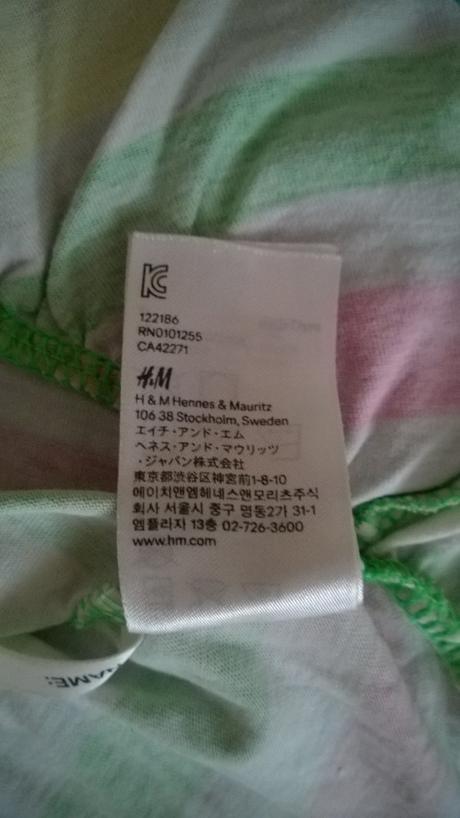 KC
122186
RN0101255
CA42271
H&M
H & M Hennes & Mauritz
106 38 Stockholm, Sweden
エイチ・アンド・エム
ヘネス・アンド・マウリッツ
・ジャパン株式会社
東京都渋谷区神宮前1-8-10
에이치앤엠헤네스앤모리츠주식
회사 서울시 중구 명동2가 31-1
엠플라자 13층 02-726-3600
www.hm.com
NAME: